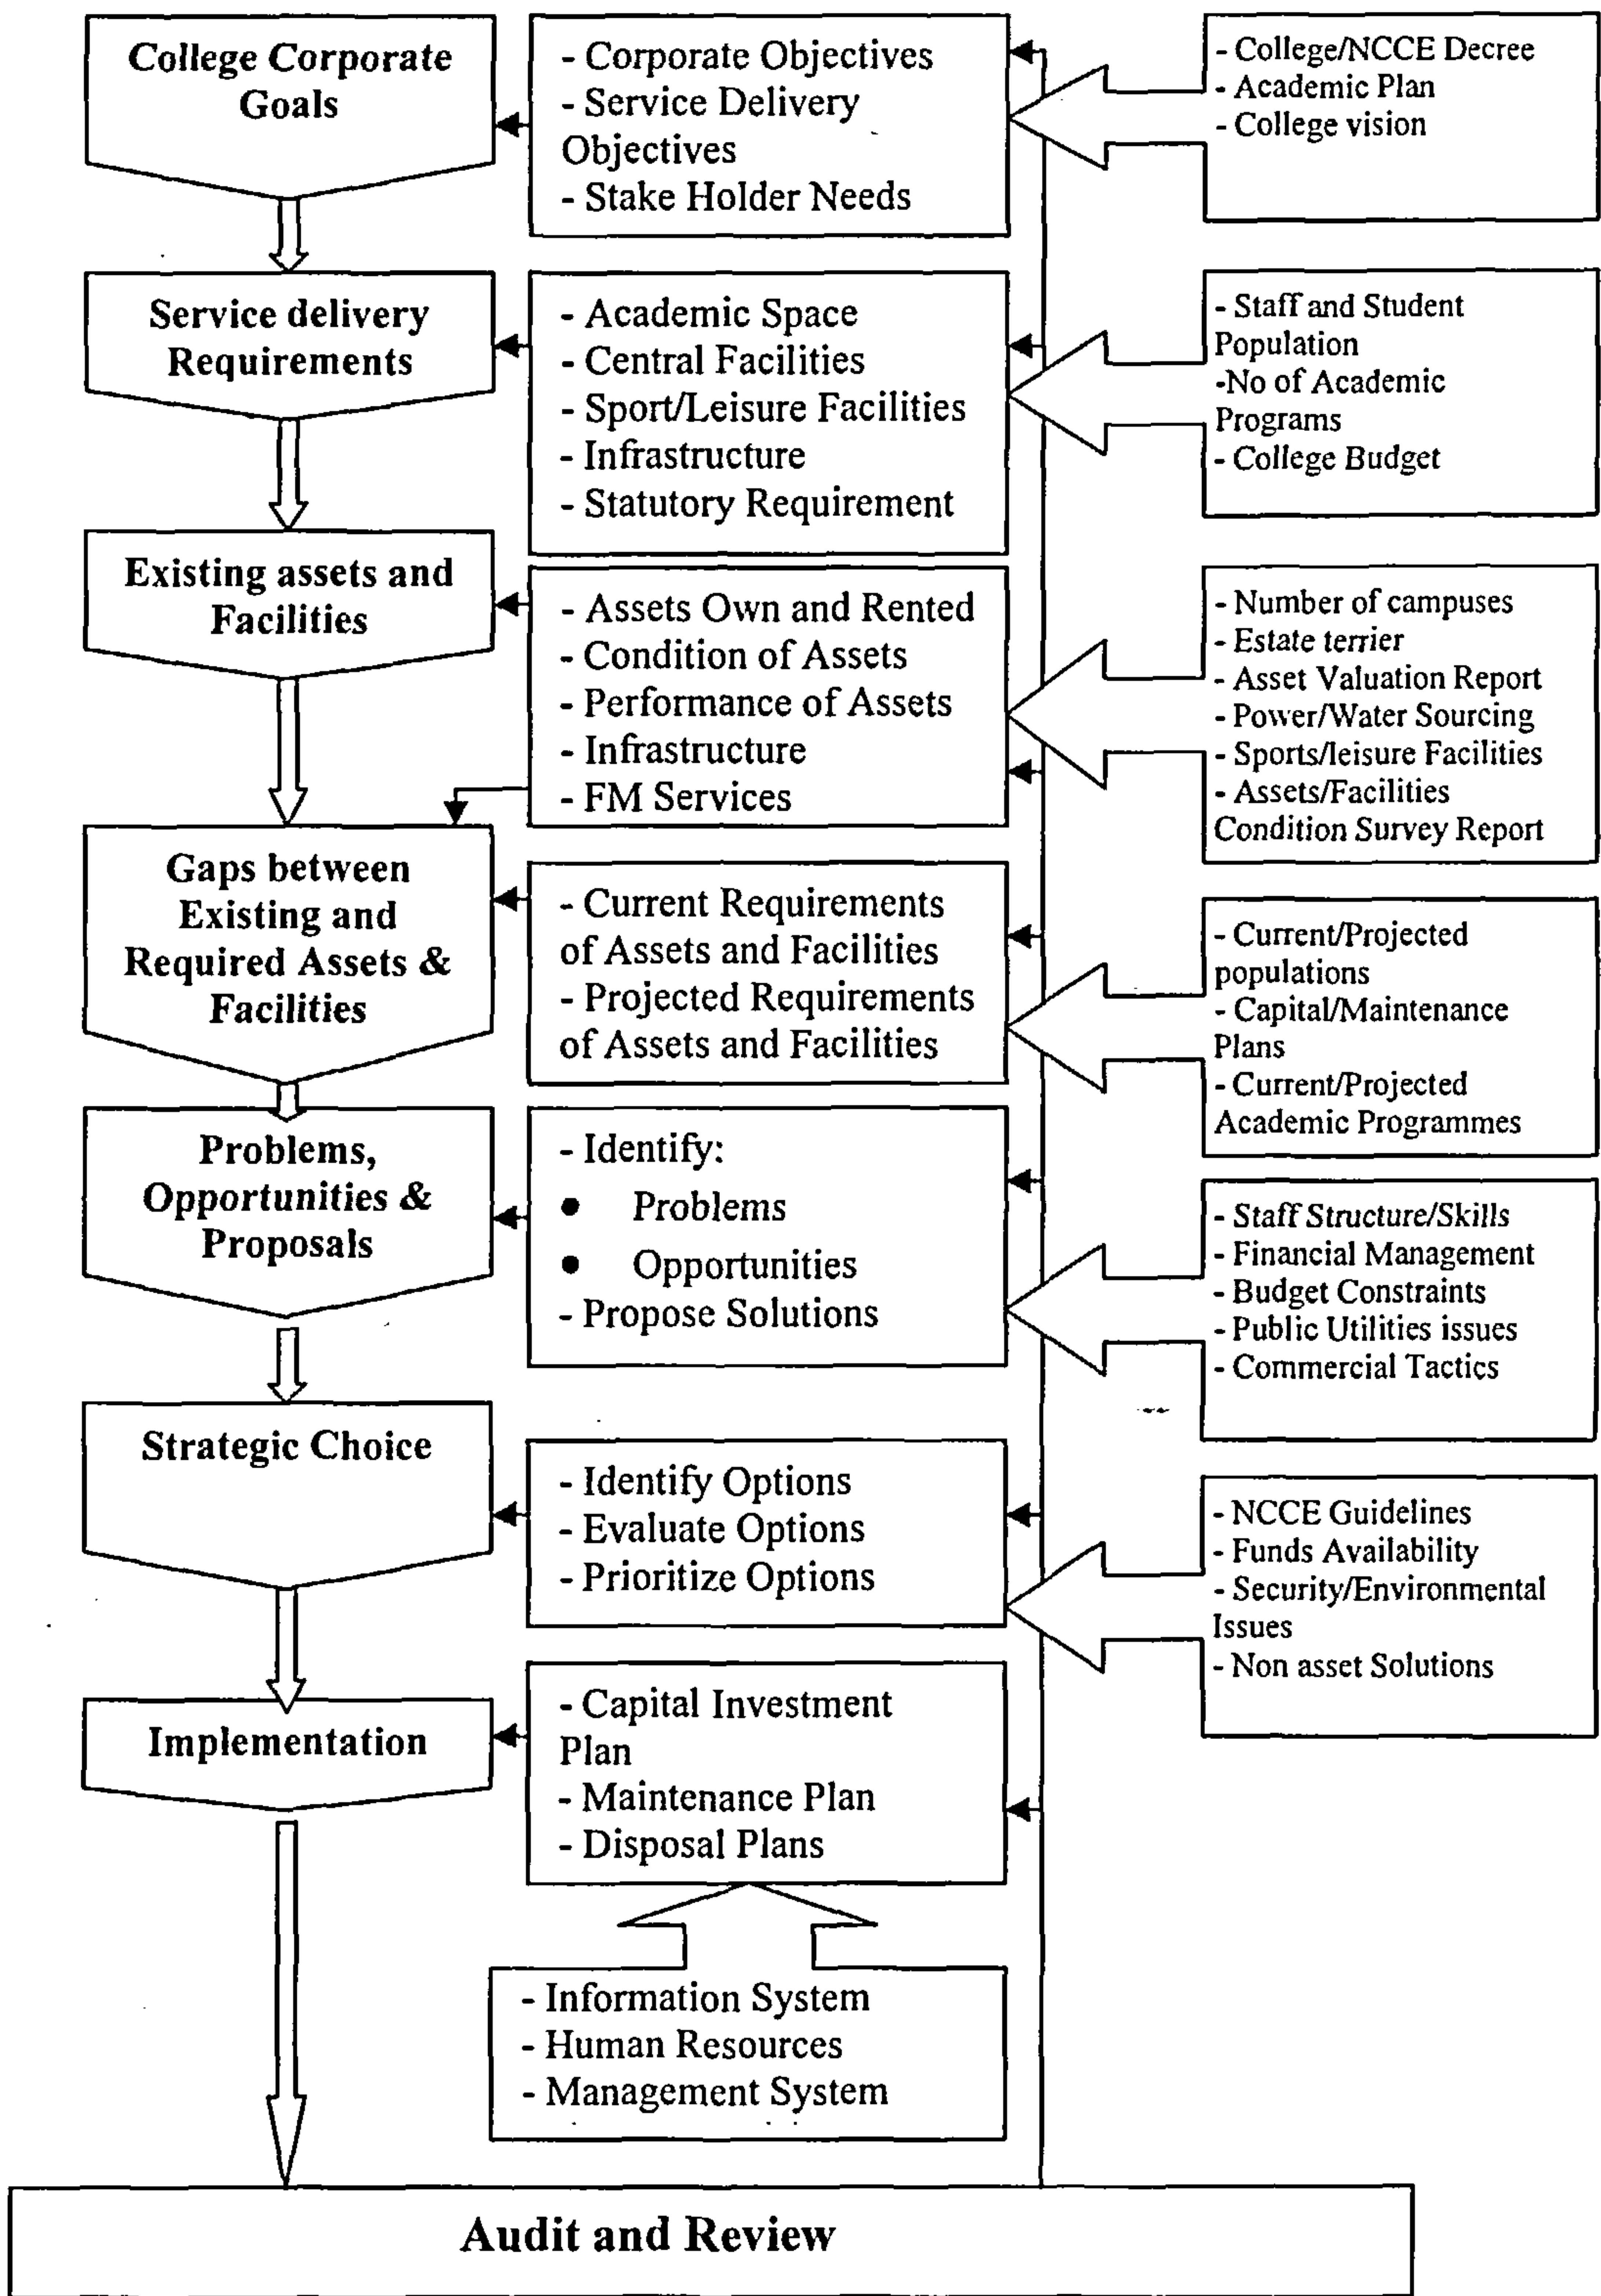 College Corporate
Goals
- Corporate Objectives
- Service Delivery
Objectives
- Stake Holder Needs
- College/NCCE Decree
- Academic Plan
- College vision
Service delivery
Requirements
- Academic Space
- Central Facilities
- Sport/Leisure Facilities
- Infrastructure
- Statutory Requirement
- Staff and Student
Population
-No of Academic
Programs
- College Budget
Existing assets and
Facilities
- Assets Own and Rented
- Condition of Assets
- Performance of Assets
- Infrastructure
- FM Services
- Number of campuses
- Estate terrier
- Asset Valuation Report
- Power/Water Sourcing
- Sports/leisure Facilities
- Assets/Facilities
Condition Survey Report
Gaps between
Existing and
Required Assets &
Facilities
- Current Requirements
of Assets and Facilities
- Projected Requirements
of Assets and Facilities
- Current/Projected
populations
- Capital/Maintenance
Plans
- Current/Projected
Academic Programmes
Problems,
Opportunities &
Proposals
- Identify:
• Problems
• Opportunities
- Propose Solutions
- Staff Structure/Skills
- Financial Management
- Budget Constraints
- Public Utilities issues
- Commercial Tactics
Strategic Choice
- Identify Options
- Evaluate Options
- Prioritize Options
- NCCE Guidelines
- Funds Availability
- Security/Environmental
Issues
- Non asset Solutions
Implementation
- Capital Investment
Plan
- Maintenance Plan
- Disposal Plans
- Information System
- Human Resources
- Management System
Audit and Review